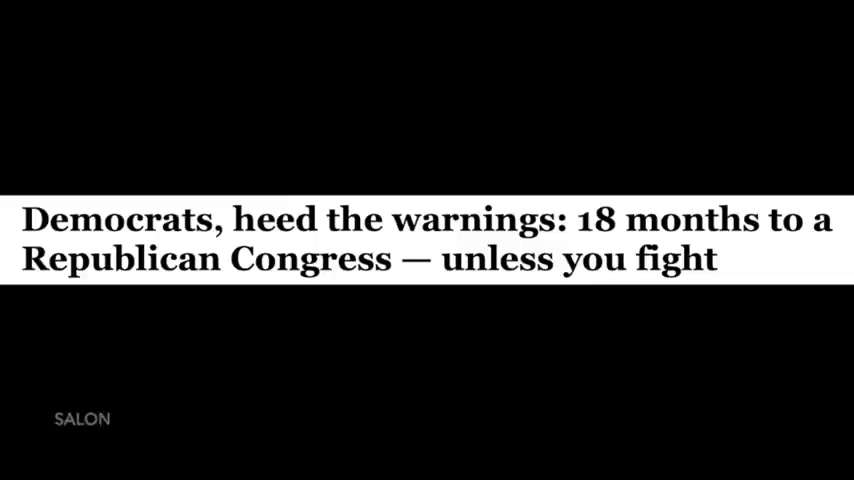 Democrats, heed the warnings: 18 months to a
Republican Congress — unless you fight
SALON